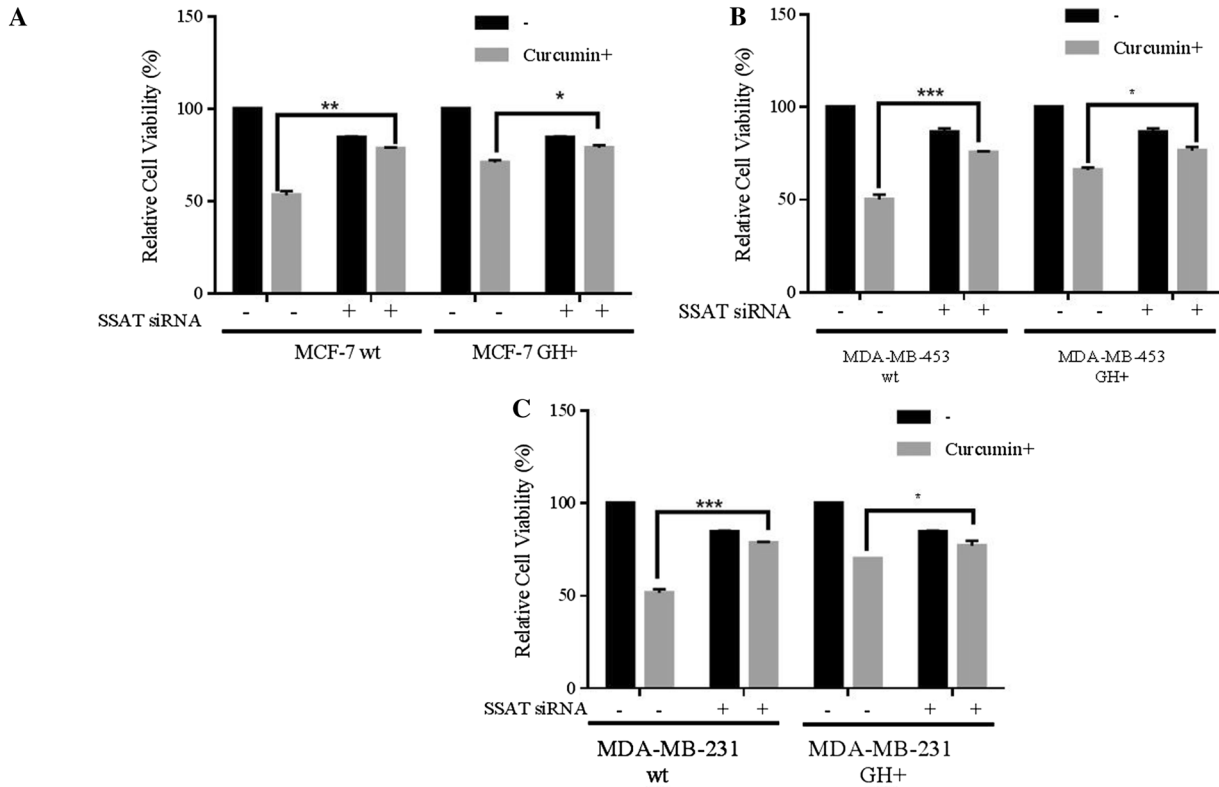 A
Relative Cell Viability (%)
150
100
50
0
-
Curcumin+
**
*
SSAT siRNA - - + + - - + +
MCF-7 wt MCF-7 GH+
B
Relative Cell Viability (%)
150
100
50
0
-
Curcumin+
***
*
SSAT siRNA - - + + - - + +
MDA-MB-453 MDA-MB-453
wt GH+
C
Relative Cell Viability (%)
150
100
50
0
-
Curcumin+
***
*
SSAT siRNA - - + + - - + +
MDA-MB-231 MDA-MB-231
wt GH+